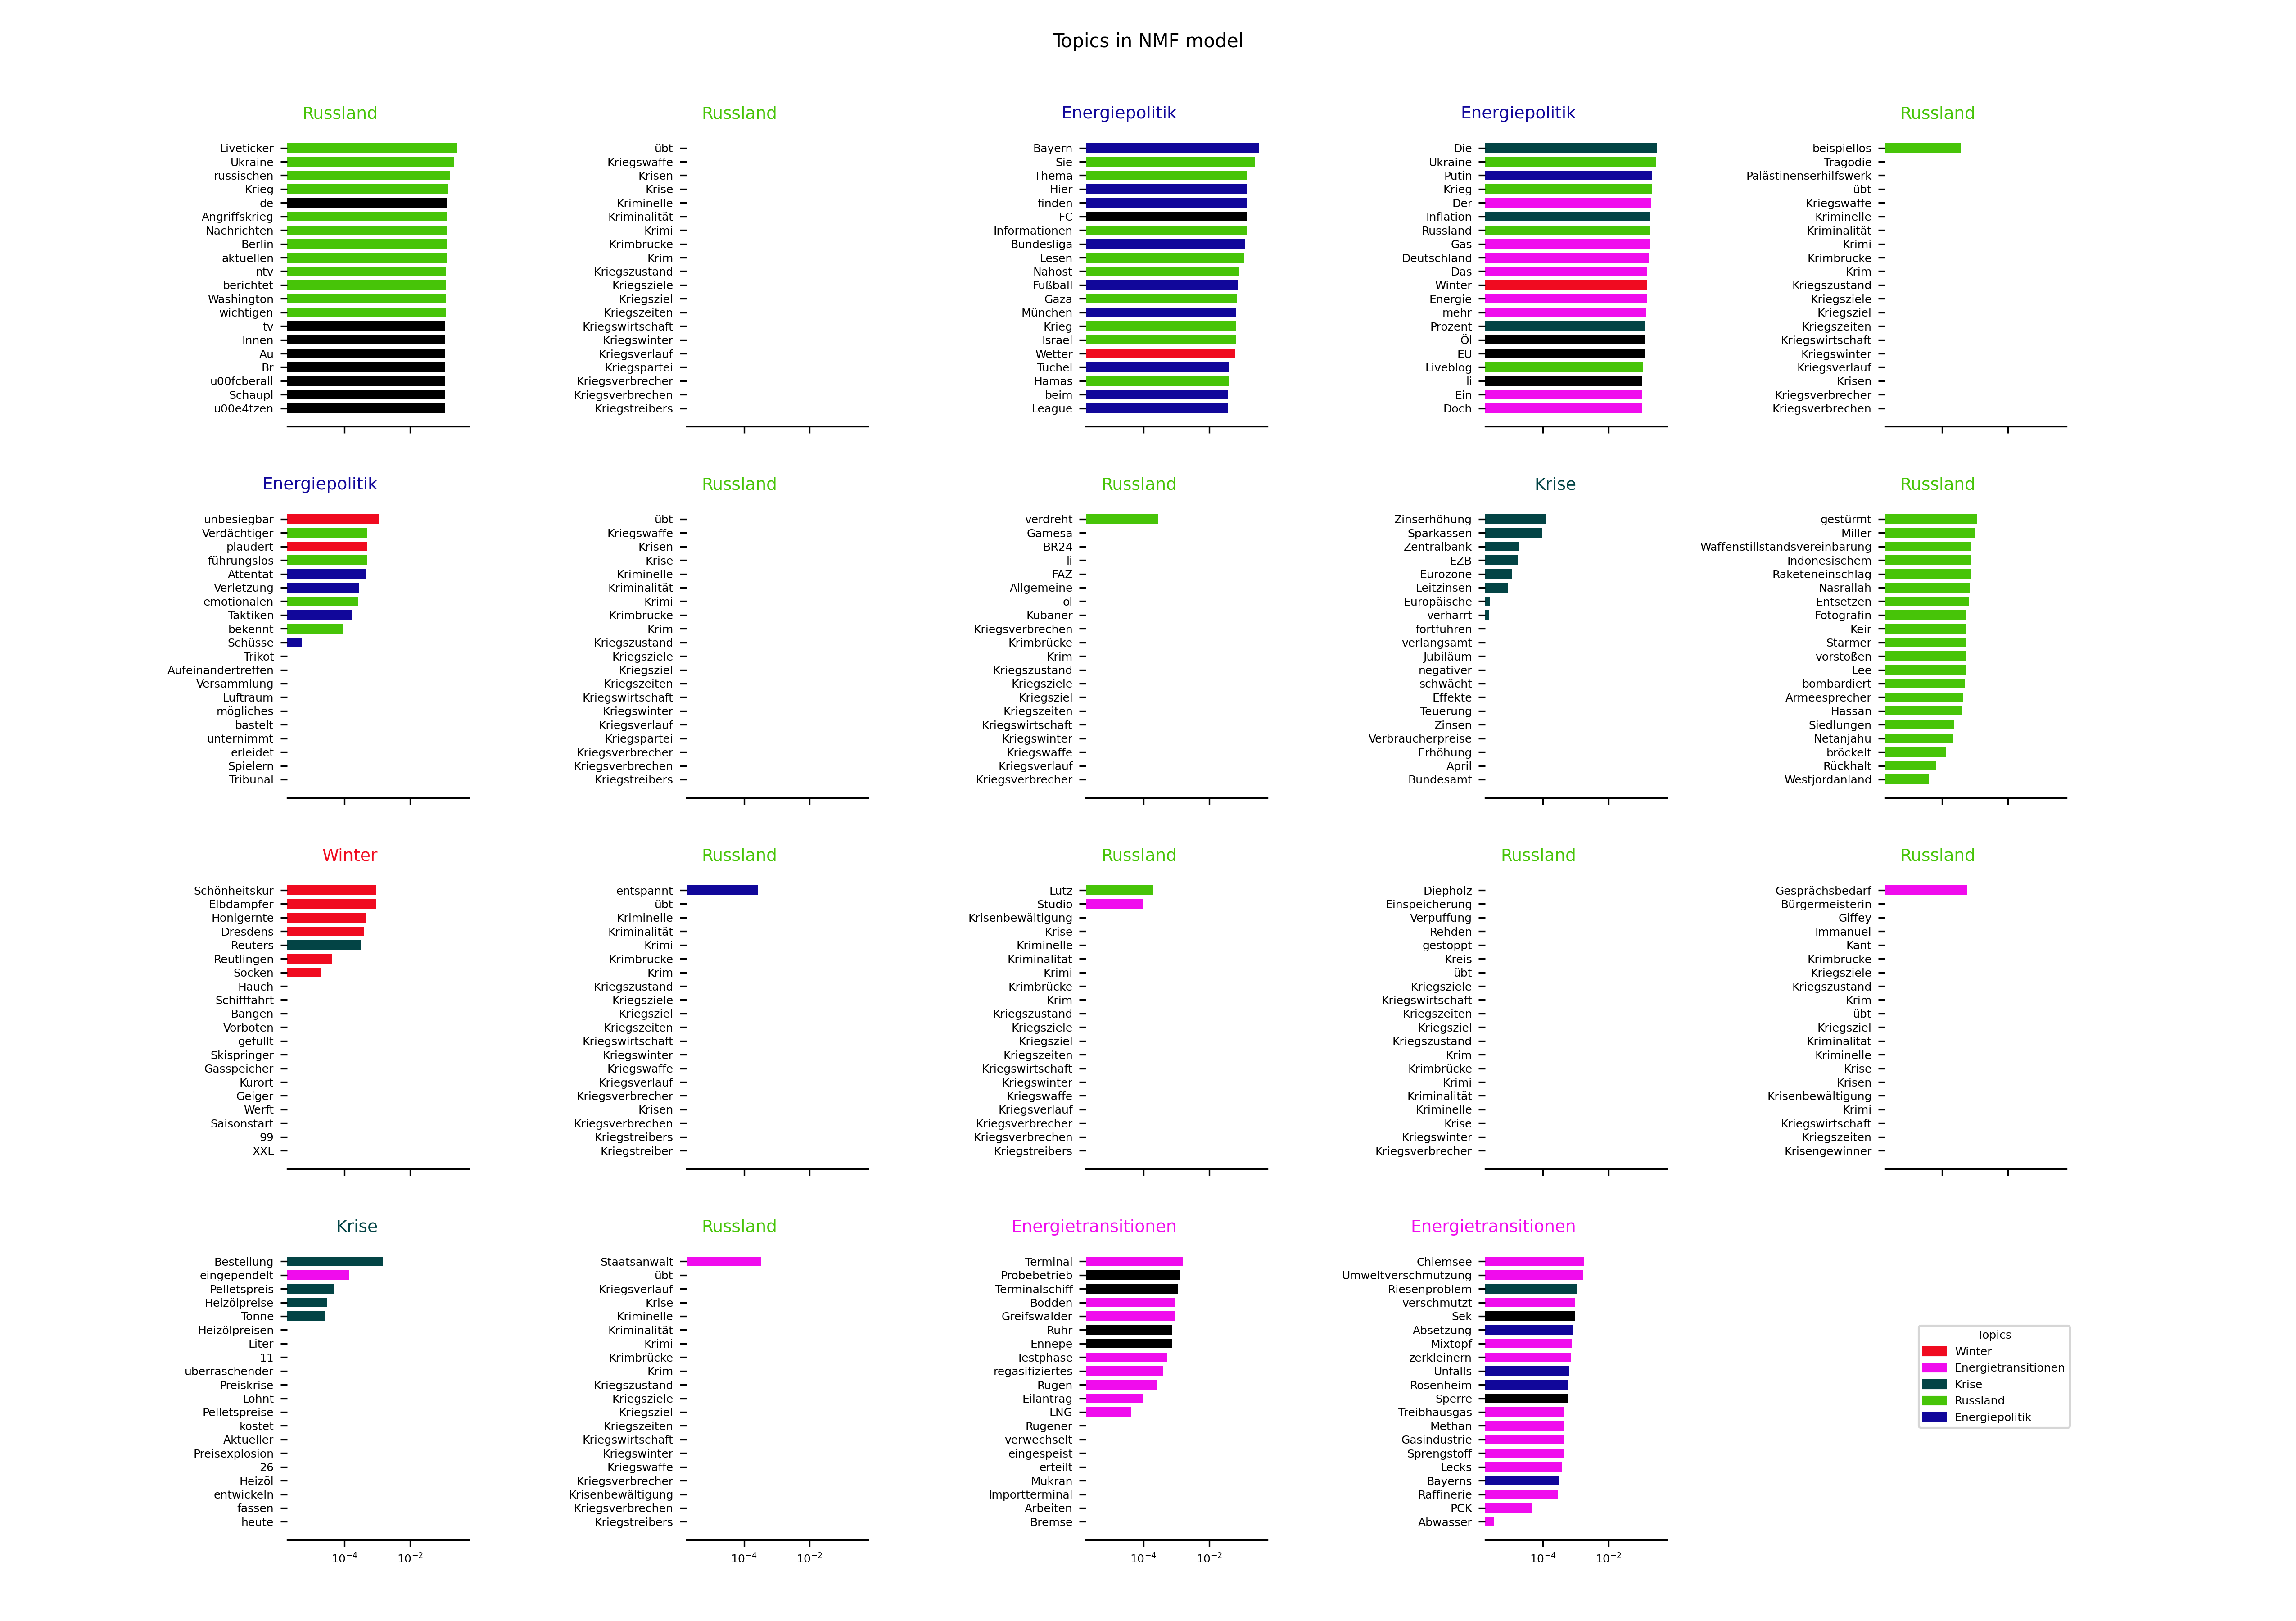 Topics in NMF model
Russland
Liveticker
Ukraine
russischen
Krieg
de
Angriffskrieg
Nachrichten
Berlin
aktuellen
ntv
berichtet
Washington
wichtigen
tv
Innen
Au
Br
u00fcberall
Schaupl
u00e4tzen
Russland
übt
Kriegswaffe
Krisen
Krise
Kriminelle
Kriminalität
Krimi
Krimbrücke
Krim
Kriegszustand
Kriegsziele
Kriegsziel
Kriegszeiten
Kriegswirtschaft
Kriegswinter
Kriegsverlauf
Kriegspartei
Kriegsverbrecher
Kriegsverbrechen
Kriegstreibers
Energiepolitik
Bayern
Sie
Thema
Hier
finden
FC
Informationen
Bundesliga
Lesen
Nahost
Fußball
Gaza
München
Krieg
Israel
Wetter
Tuchel
Hamas
beim
League
Energiepolitik
Die
Ukraine
Putin
Krieg
Der
Inflation
Russland
Gas
Deutschland
Das
Winter
Energie
mehr
Prozent
Öl
EU
Liveblog
li
Ein
Doch
Russland
beispiellos
Tragödie
Palästinenserhilfswerk
übt
Kriegswaffe
Kriminelle
Kriminalität
Krimi
Krimbrücke
Krim
Kriegszustand
Kriegsziele
Kriegsziel
Kriegszeiten
Kriegswirtschaft
Kriegswinter
Kriegsverlauf
Krisen
Kriegsverbrecher
Kriegsverbrechen
Energiepolitik
unbesiegbar
Verdächtiger
plaudert
führungslos
Attentat
Verletzung
emotionalen
Taktiken
bekennt
Schüsse
Trikot
Aufeinandertreffen
Versammlung
Luftraum
mögliches
bastelt
unternimmt
erleidet
Spielern
Tribunal
Russland
übt
Kriegswaffe
Krisen
Krise
Kriminelle
Kriminalität
Krimi
Krimbrücke
Krim
Kriegszustand
Kriegsziele
Kriegsziel
Kriegszeiten
Kriegswirtschaft
Kriegswinter
Kriegsverlauf
Kriegspartei
Kriegsverbrecher
Kriegsverbrechen
Kriegstreibers
Russland
verdreht
Gamesa
BR24
li
FAZ
Allgemeine
ol
Kubaner
Kriegsverbrechen
Krimbrücke
Krim
Kriegszustand
Kriegsziele
Kriegsziel
Kriegszeiten
Kriegswirtschaft
Kriegswinter
Kriegswaffe
Kriegsverlauf
Kriegsverbrecher
Krise
Zinserhöhung
Sparkassen
Zentralbank
EZB
Eurozone
Leitzinsen
Europäische
verharrt
fortführen
verlangsamt
Jubiläum
negativer
schwächt
Effekte
Teuerung
Zinsen
Verbraucherpreise
Erhöhung
April
Bundesamt
Russland
gestürmt
Miller
Waffenstillstandsvereinbarung
Indonesischem
Raketeneinschlag
Nasrallah
Entsetzen
Fotografin
Keir
Starmer
vorstoßen
Lee
bombardiert
Armeesprecher
Hassan
Siedlungen
Netanjahu
bröckelt
Rückhalt
Westjordanland
Winter
Schönheitskur
Elbdampfer
Honigernte
Dresdens
Reuters
Reutlingen
Socken
Hauch
Schifffahrt
Bangen
Vorboten
gefüllt
Skispringer
Gasspeicher
Kurort
Geiger
Werft
Saisonstart
99
XXL
Russland
entspannt
übt
Kriminelle
Kriminalität
Krimi
Krimbrücke
Krim
Kriegszustand
Kriegsziele
Kriegsziel
Kriegszeiten
Kriegswirtschaft
Kriegswinter
Kriegswaffe
Kriegsverlauf
Kriegsverbrecher
Krisen
Kriegsverbrechen
Kriegstreibers
Kriegstreiber
Russland
Lutz
Studio
Krisenbewältigung
Krise
Kriminelle
Kriminalität
Krimi
Krimbrücke
Krim
Kriegszustand
Kriegsziele
Kriegsziel
Kriegszeiten
Kriegswirtschaft
Kriegswinter
Kriegswaffe
Kriegsverlauf
Kriegsverbrecher
Kriegsverbrechen
Kriegstreibers
Russland
Diepholz
Einspeicherung
Verpuffung
Rehden
gestoppt
Kreis
übt
Kriegsziele
Kriegswirtschaft
Kriegszeiten
Kriegsziel
Kriegszustand
Krim
Krimbrücke
Krimi
Kriminalität
Kriminelle
Krise
Kriegswinter
Kriegsverbrecher
Russland
Gesprächsbedarf
Bürgermeisterin
Giffey
Immanuel
Kant
Krimbrücke
Kriegsziele
Kriegszustand
Krim
übt
Kriegsziel
Kriminalität
Kriminelle
Krise
Krisen
Krisenbewältigung
Krimi
Kriegswirtschaft
Kriegszeiten
Krisengewinner
Krise
Bestellung
eingependelt
Pelletspreis
Heizölpreise
Tonne
Heizölpreisen
Liter
11
überraschender
Preiskrise
Lohnt
Pelletspreise
kostet
Aktueller
Preisexplosion
26
Heizöl
entwickeln
fassen
heute
10⁻⁴ 10⁻²
Russland
Staatsanwalt
übt
Kriegsverlauf
Krise
Kriminelle
Kriminalität
Krimi
Krimbrücke
Krim
Kriegszustand
Kriegsziele
Kriegsziel
Kriegszeiten
Kriegswirtschaft
Kriegswinter
Kriegswaffe
Kriegsverbrecher
Krisenbewältigung
Kriegsverbrechen
Kriegstreibers
10⁻⁴ 10⁻²
Energietransitionen
Terminal
Probebetrieb
Terminalschiff
Bodden
Greifswalder
Ruhr
Ennepe
Testphase
regasifiziertes
Rügen
Eilantrag
LNG
Rügener
verwechselt
eingespeist
erteilt
Mukran
Importterminal
Arbeiten
Bremse
10⁻⁴ 10⁻²
Energietransitionen
Chiemsee
Umweltverschmutzung
Riesenproblem
verschmutzt
Sek
Absetzung
Mixtopf
zerkleinern
Unfalls
Rosenheim
Sperre
Treibhausgas
Methan
Gasindustrie
Sprengstoff
Lecks
Bayerns
Raffinerie
PCK
Abwasser
10⁻⁴ 10⁻²
Topics
Winter
Energietransitionen
Krise
Russland
Energiepolitik